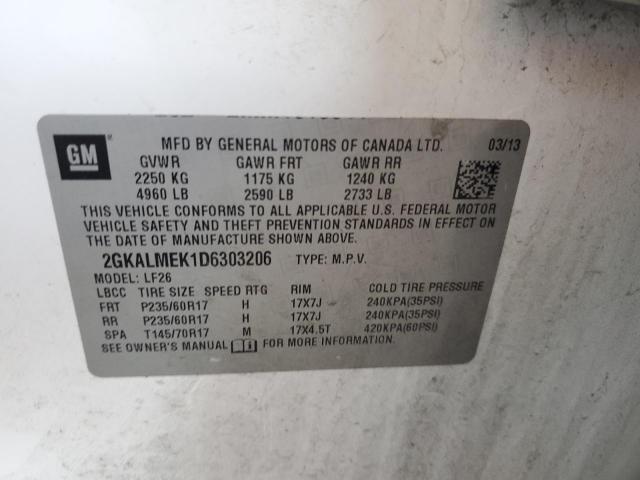 GM
MFD BY GENERAL MOTORS OF CANADA LTD. 03/13
GVWR GAWR FRT GAWR RR
2250 KG 1175 KG 1240 KG
4960 LB 2590 LB 2733 LB
THIS VEHICLE CONFORMS TO ALL APPLICABLE U.S. FEDERAL MOTOR
VEHICLE SAFETY AND THEFT PREVENTION STANDARDS IN EFFECT ON
THE DATE OF MANUFACTURE SHOWN ABOVE.
2GKALMEK1D6303206 TYPE: M.P.V.
MODEL: LF26
LBCC TIRE SIZE SPEED RTG RIM COLD TIRE PRESSURE
FRT P235/60R17 H 17X7J 240KPA(35PSI)
RR P235/60R17 H 17X7J 240KPA(35PSI)
SPA T145/70R17 M 17X4.5T 420KPA(60PSI)
SEE OWNER'S MANUAL FOR MORE INFORMATION.